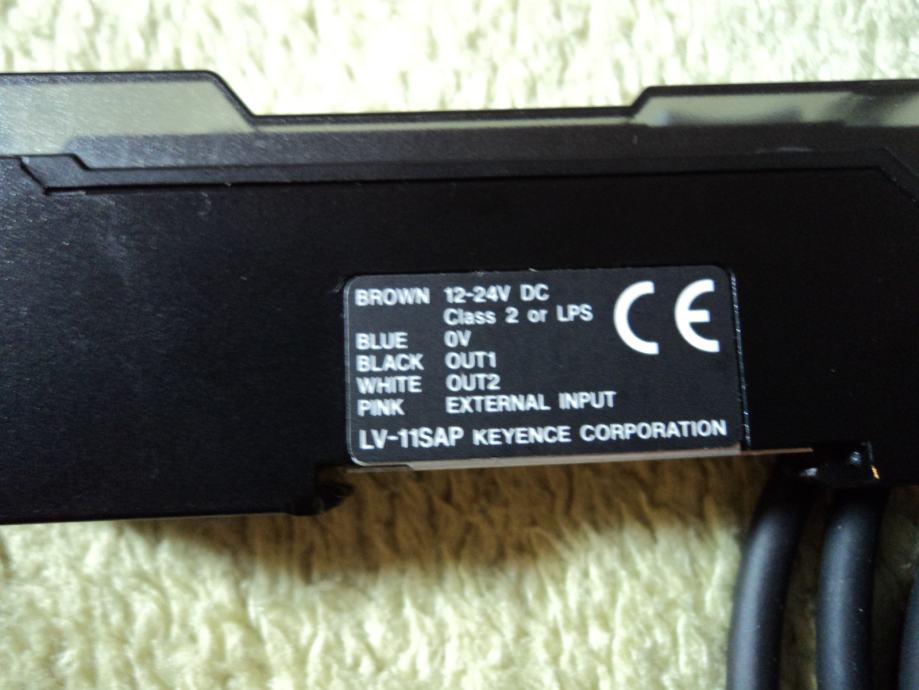 BROWN 12-24V DC
Class 2 or LPS
BLUE 0V
BLACK OUT1
WHITE OUT2
PINK EXTERNAL INPUT
LV-11SAP KEYENCE CORPORATION
CE